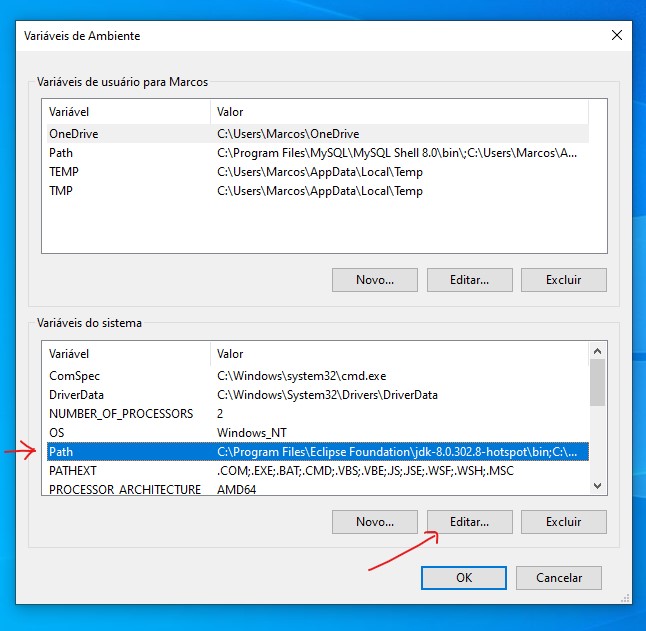 Variáveis de Ambiente
Variáveis de usuário para Marcos
Variável Valor
OneDrive C:\Users\Marcos\OneDrive
Path C:\Program Files\MySQL\MySQL Shell 8.0\bin\;C:\Users\Marcos\A...
TEMP C:\Users\Marcos\AppData\Local\Temp
TMP C:\Users\Marcos\AppData\Local\Temp
Novo... Editar... Excluir
Variáveis do sistema
Variável Valor
ComSpec C:\Windows\system32\cmd.exe
DriverData C:\Windows\System32\Drivers\DriverData
NUMBER_OF_PROCESSORS 2
OS Windows_NT
Path C:\Program Files\Eclipse Foundation\jdk-8.0.302.8-hotspot\bin;C:\...
PATHEXT .COM;.EXE;.BAT;.CMD;.VBS;.VBE;.JS;.JSE;.WSF;.WSH;.MSC
PROCESSOR_ARCHITECTURE AMD64
Novo... Editar... Excluir
OK Cancelar